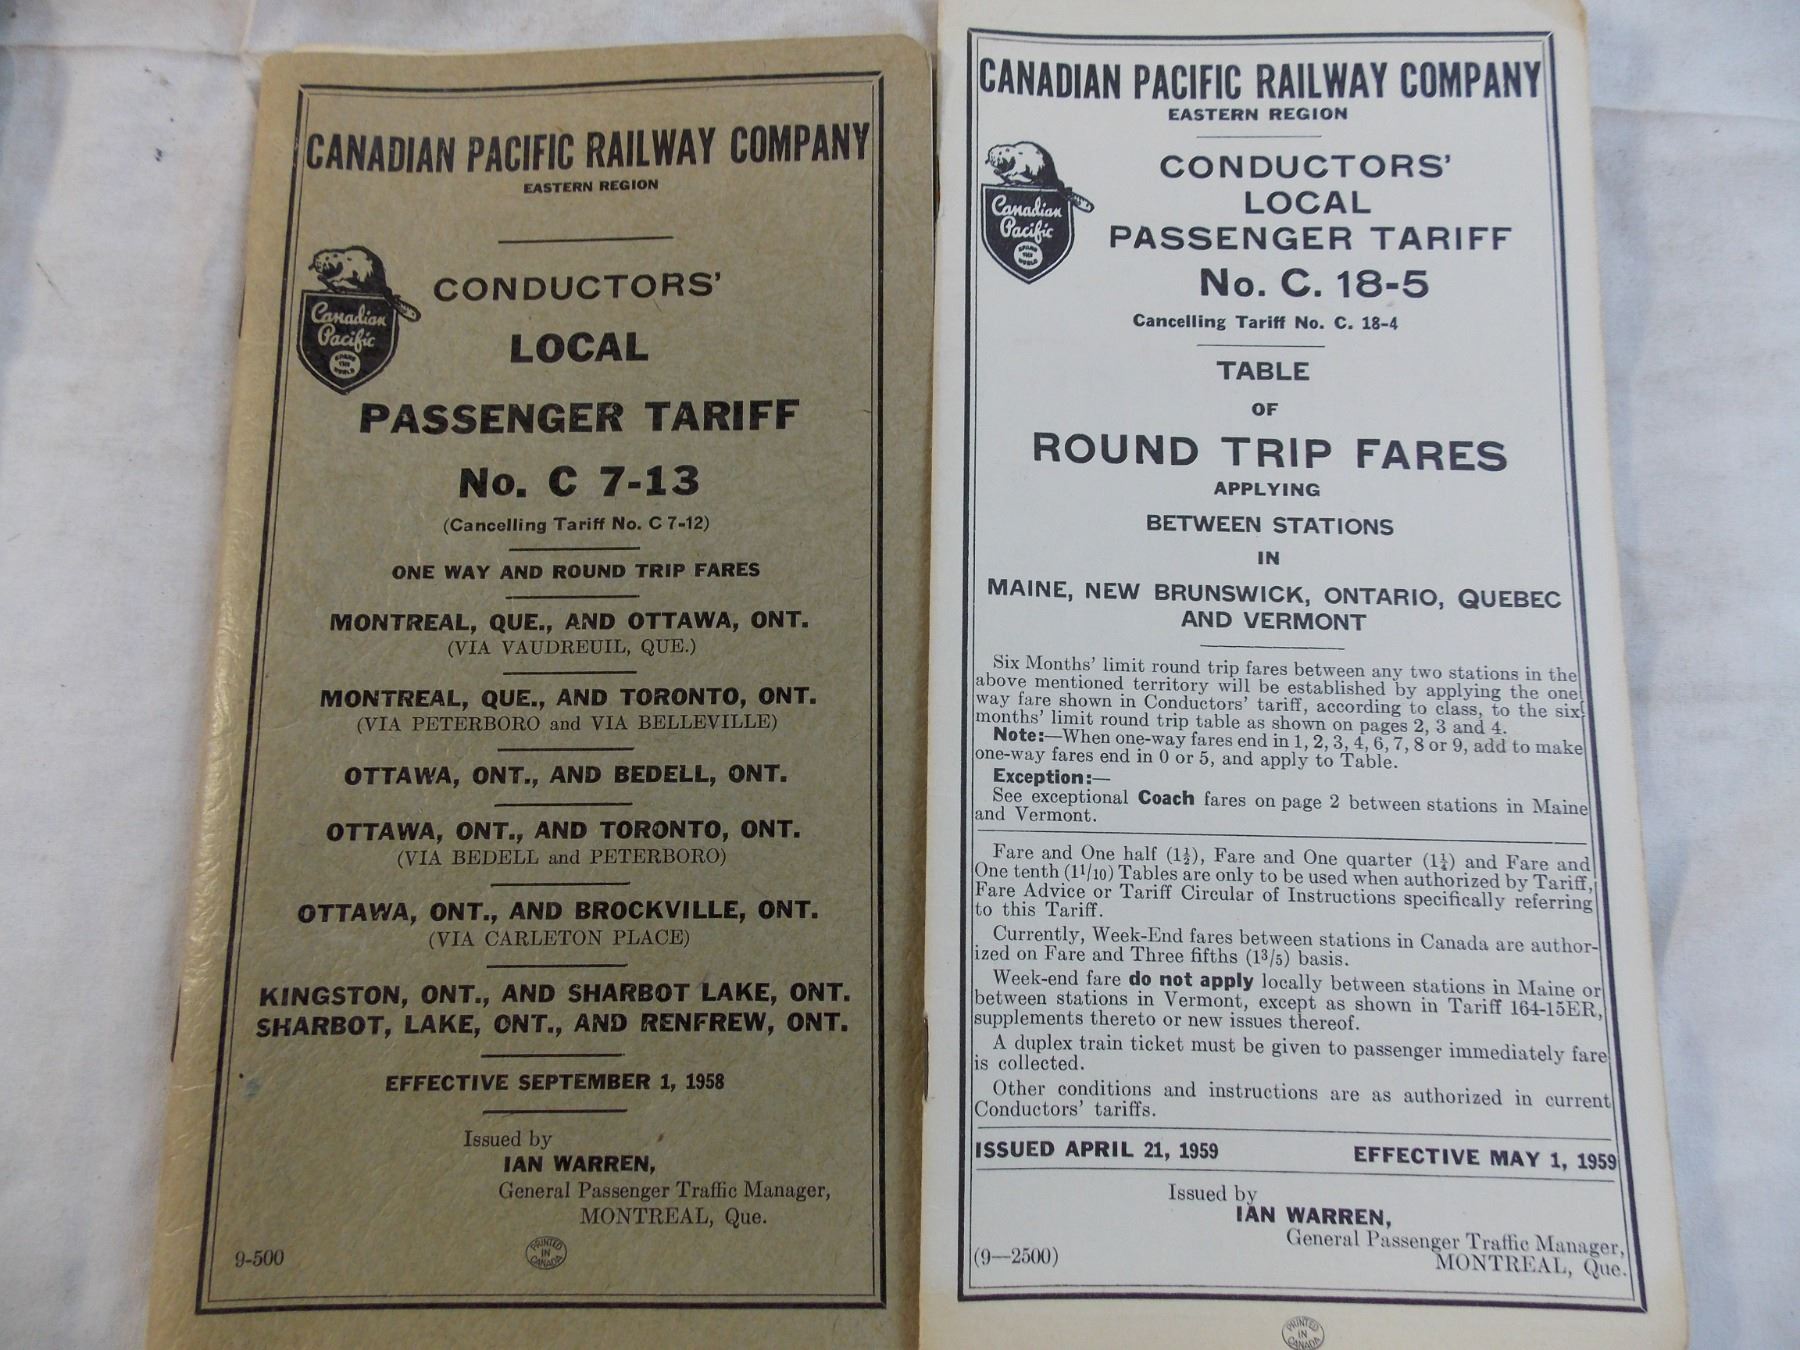 CANADIAN PACIFIC RAILWAY COMPANY
EASTERN REGION
Canadian
Pacific
SPANS
THE
WORLD
CONDUCTORS'
LOCAL
PASSENGER TARIFF
No. C 7-13
(Cancelling Tariff No. C 7-12)
ONE WAY AND ROUND TRIP FARES
MONTREAL, QUE., AND OTTAWA, ONT.
(VIA VAUDREUIL, QUE.)
MONTREAL, QUE., AND TORONTO, ONT.
(VIA PETERBORO and VIA BELLEVILLE)
OTTAWA, ONT., AND BEDELL, ONT.
OTTAWA, ONT., AND TORONTO, ONT.
(VIA BEDELL and PETERBORO)
OTTAWA, ONT., AND BROCKVILLE, ONT.
(VIA CARLETON PLACE)
KINGSTON, ONT., AND SHARBOT LAKE, ONT.
SHARBOT, LAKE, ONT., AND RENFREW, ONT.
EFFECTIVE SEPTEMBER 1, 1958
Issued by
IAN WARREN,
General Passenger Traffic Manager,
MONTREAL, Que.
9-500
PRINTED
IN
CANADA
CANADIAN PACIFIC RAILWAY COMPANY
EASTERN REGION
Canadian
Pacific
SPANS
THE
WORLD
CONDUCTORS'
LOCAL
PASSENGER TARIFF
No. C. 18-5
Cancelling Tariff No. C. 18-4
TABLE
OF
ROUND TRIP FARES
APPLYING
BETWEEN STATIONS
IN
MAINE, NEW BRUNSWICK, ONTARIO, QUEBEC
AND VERMONT
Six Months' limit round trip fares between any two stations in the
above mentioned territory will be established by applying the one
way fare shown in Conductors' tariff, according to class, to the six
months' limit round trip table as shown on pages 2, 3 and 4.
Note:—When one-way fares end in 1, 2, 3, 4, 6, 7, 8 or 9, add to make
one-way fares end in 0 or 5, and apply to Table.
Exception:—
See exceptional Coach fares on page 2 between stations in Maine
and Vermont.
Fare and One half (1½), Fare and One quarter (1¼) and Fare and
One tenth (1 1/10) Tables are only to be used when authorized by Tariff,
Fare Advice or Tariff Circular of Instructions specifically referring
to this Tariff.
Currently, Week-End fares between stations in Canada are author-
ized on Fare and Three fifths (1 3/5) basis.
Week-end fare do not apply locally between stations in Maine or
between stations in Vermont, except as shown in Tariff 164-15ER,
supplements thereto or new issues thereof.
A duplex train ticket must be given to passenger immediately fare
is collected.
Other conditions and instructions are as authorized in current
Conductors' tariffs.
ISSUED APRIL 21, 1959 EFFECTIVE MAY 1, 1959
Issued by
IAN WARREN,
General Passenger Traffic Manager,
MONTREAL, Que.
(9—2500)
PRINTED
IN
CANADA